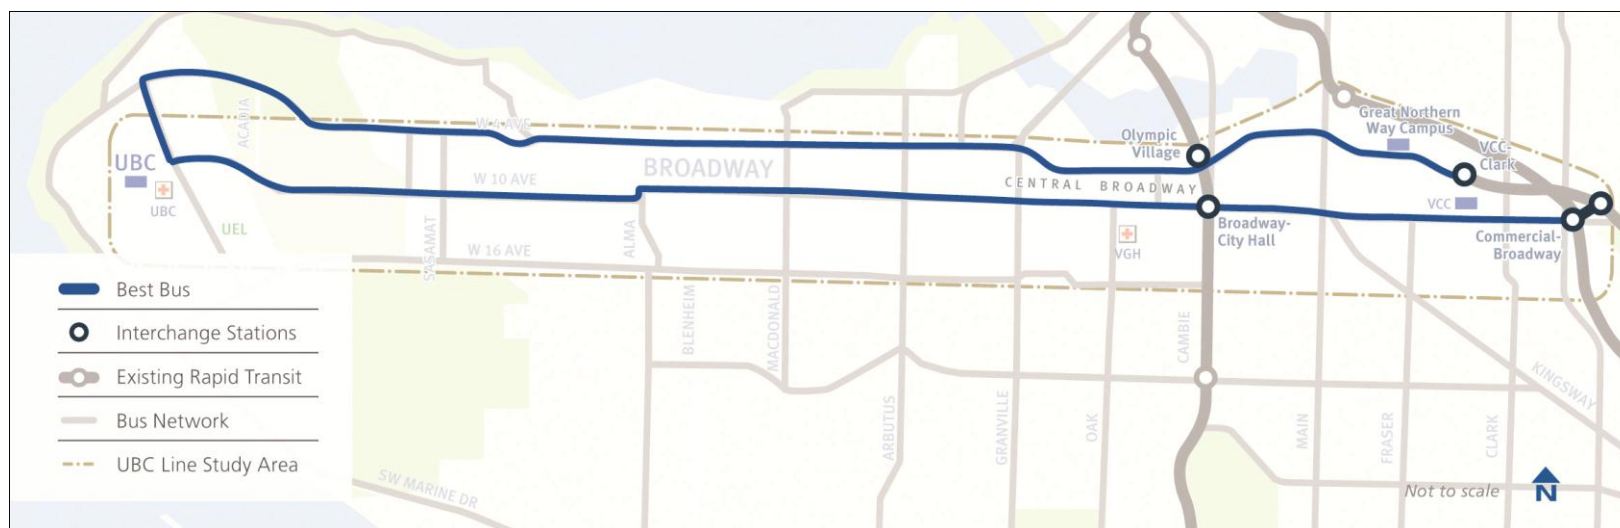 ACADIA
W 4 AVE
UBC
UBC
UEL
W 10 AVE
BROADWAY
CENTRAL BROADWAY
Olympic
Village
Great Northern
Way Campus
VCC-
Clark
VCC
Broadway-
City Hall
Commercial-
Broadway
VGH
SASAMAT
W 16 AVE
ALMA
BLENHEIM
MACDONALD
ARBUTUS
GRANVILLE
OAK
CAMBIE
MAIN
FRASER
CLARK
KINGSWAY
SW MARINE DR
Best Bus
Interchange Stations
Existing Rapid Transit
Bus Network
UBC Line Study Area
Not to scale
N